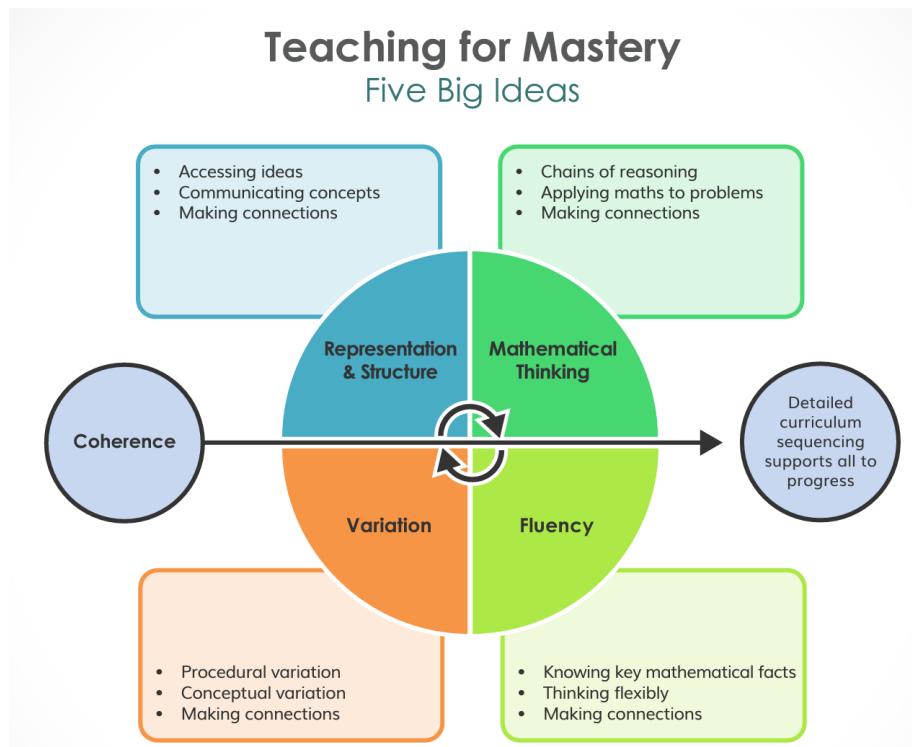 Teaching for Mastery
Five Big Ideas
• Accessing ideas
• Communicating concepts
• Making connections
• Chains of reasoning
• Applying maths to problems
• Making connections
Representation
& Structure
Mathematical
Thinking
Coherence
Detailed
curriculum
sequencing
supports all to
progress
Variation
Fluency
• Procedural variation
• Conceptual variation
• Making connections
• Knowing key mathematical facts
• Thinking flexibly
• Making connections